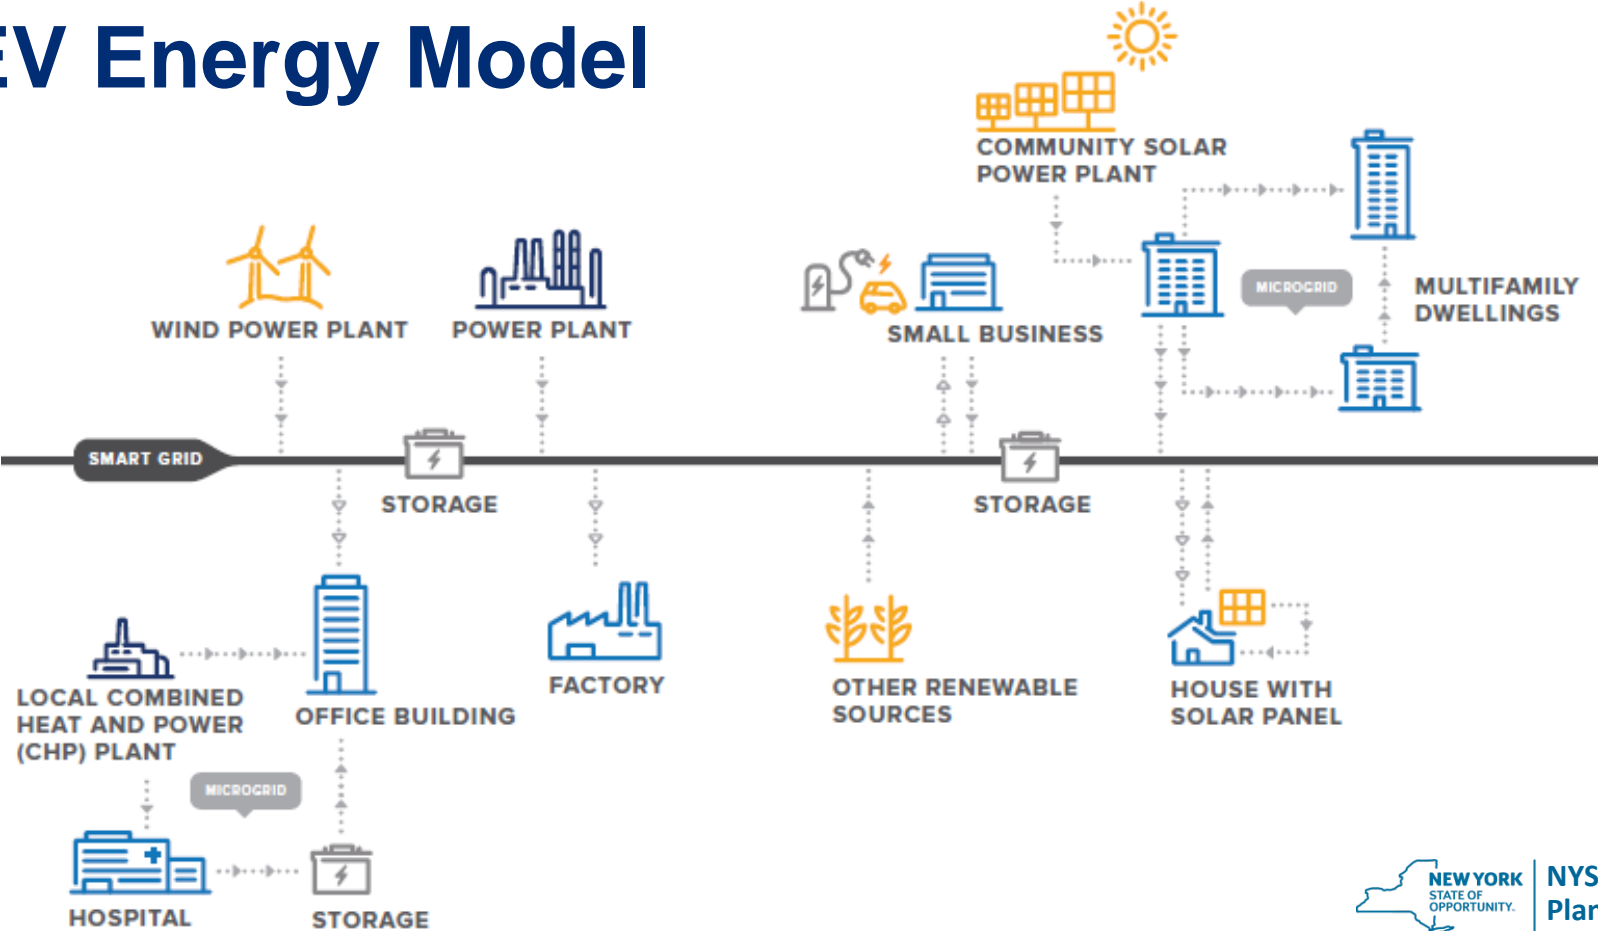 EV Energy Model
COMMUNITY SOLAR
POWER PLANT
WIND POWER PLANT
POWER PLANT
SMALL BUSINESS
MICROGRID
MULTIFAMILY
DWELLINGS
SMART GRID
STORAGE
STORAGE
LOCAL COMBINED
HEAT AND POWER
(CHP) PLANT
OFFICE BUILDING
FACTORY
OTHER RENEWABLE
SOURCES
HOUSE WITH
SOLAR PANEL
MICROGRID
HOSPITAL
STORAGE
NEW YORK
STATE OF
OPPORTUNITY.
NYS
Plan